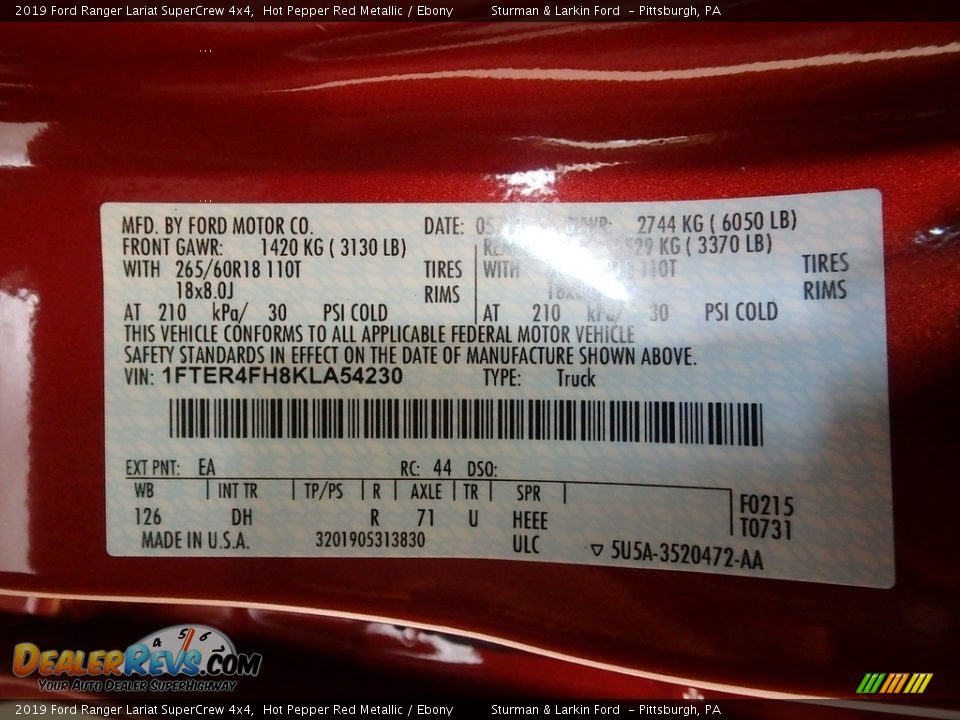 2019 Ford Ranger Lariat SuperCrew 4x4, Hot Pepper Red Metallic / Ebony Sturman & Larkin Ford - Pittsburgh, PA
MFD. BY FORD MOTOR CO. DATE: 05/ GVWR: 2744 KG ( 6050 LB)
FRONT GAWR: 1420 KG ( 3130 LB) KG ( 3370 LB)
WITH 265/60R18 110T TIRES WITH 110T TIRES
18x8.0J RIMS RIMS
AT 210 kPa/ 30 PSI COLD AT 210 kPa/ 30 PSI COLD
THIS VEHICLE CONFORMS TO ALL APPLICABLE FEDERAL MOTOR VEHICLE
SAFETY STANDARDS IN EFFECT ON THE DATE OF MANUFACTURE SHOWN ABOVE.
VIN: 1FTER4FH8KLA54230 TYPE: Truck
EXT PNT: EA RC: 44 DSO:
WB INT TR TP/PS R AXLE TR SPR F0215
126 DH R 71 U HEEE T0731
MADE IN U.S.A. 3201905313830 ULC 5U5A-3520472-AA
4 5 6
DEALERREVS.COM
YOUR AUTO DEALER SUPERHIGHWAY
2019 Ford Ranger Lariat SuperCrew 4x4, Hot Pepper Red Metallic / Ebony Sturman & Larkin Ford - Pittsburgh, PA